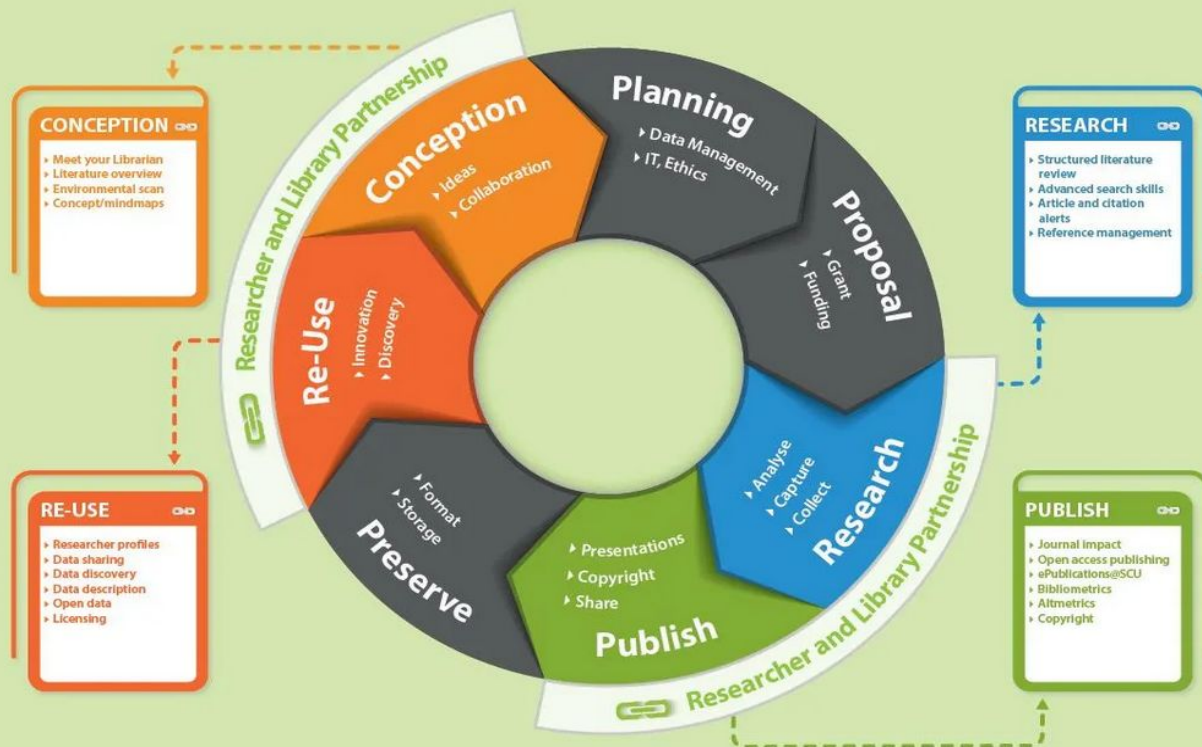 Researcher and Library Partnership
Conception
Ideas
Collaboration
Planning
Data Management
IT, Ethics
Proposal
Grant
Funding
Research
Analyse
Capture
Collect
Publish
Presentations
Copyright
Share
Preserve
Format
Storage
Re-Use
Innovation
Discovery
Researcher and Library Partnership
CONCEPTION
Meet your Librarian
Literature overview
Environmental scan
Concept/mindmaps
RESEARCH
Structured literature
review
Advanced search skills
Article and citation
alerts
Reference management
RE-USE
Researcher profiles
Data sharing
Data discovery
Data description
Open data
Licensing
PUBLISH
Journal impact
Open access publishing
ePublications@SCU
Bibliometrics
Altmetrics
Copyright